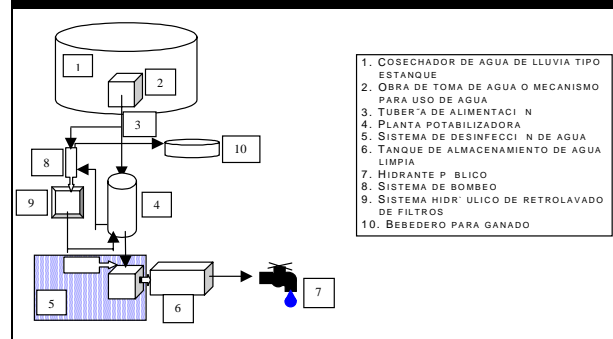 1
2
3
10
8
9
4
5
6
7
1. COSECHADOR DE AGUA DE LLUVIA TIPO
ESTANQUE
2. OBRA DE TOMA DE AGUA O MECANISMO
PARA USO DE AGUA
3. TUBER¨A DE ALIMENTACI N
4. PLANTA POTABILIZADORA
5. SISTEMA DE DESINFECCI N DE AGUA
6. TANQUE DE ALMACENAMIENTO DE AGUA
LIMPIA
7. HIDRANTE P BLICO
8. SISTEMA DE BOMBEO
9. SISTEMA HIDR` ULICO DE RETROLAVADO
DE FILTROS
10. BEBEDERO PARA GANADO